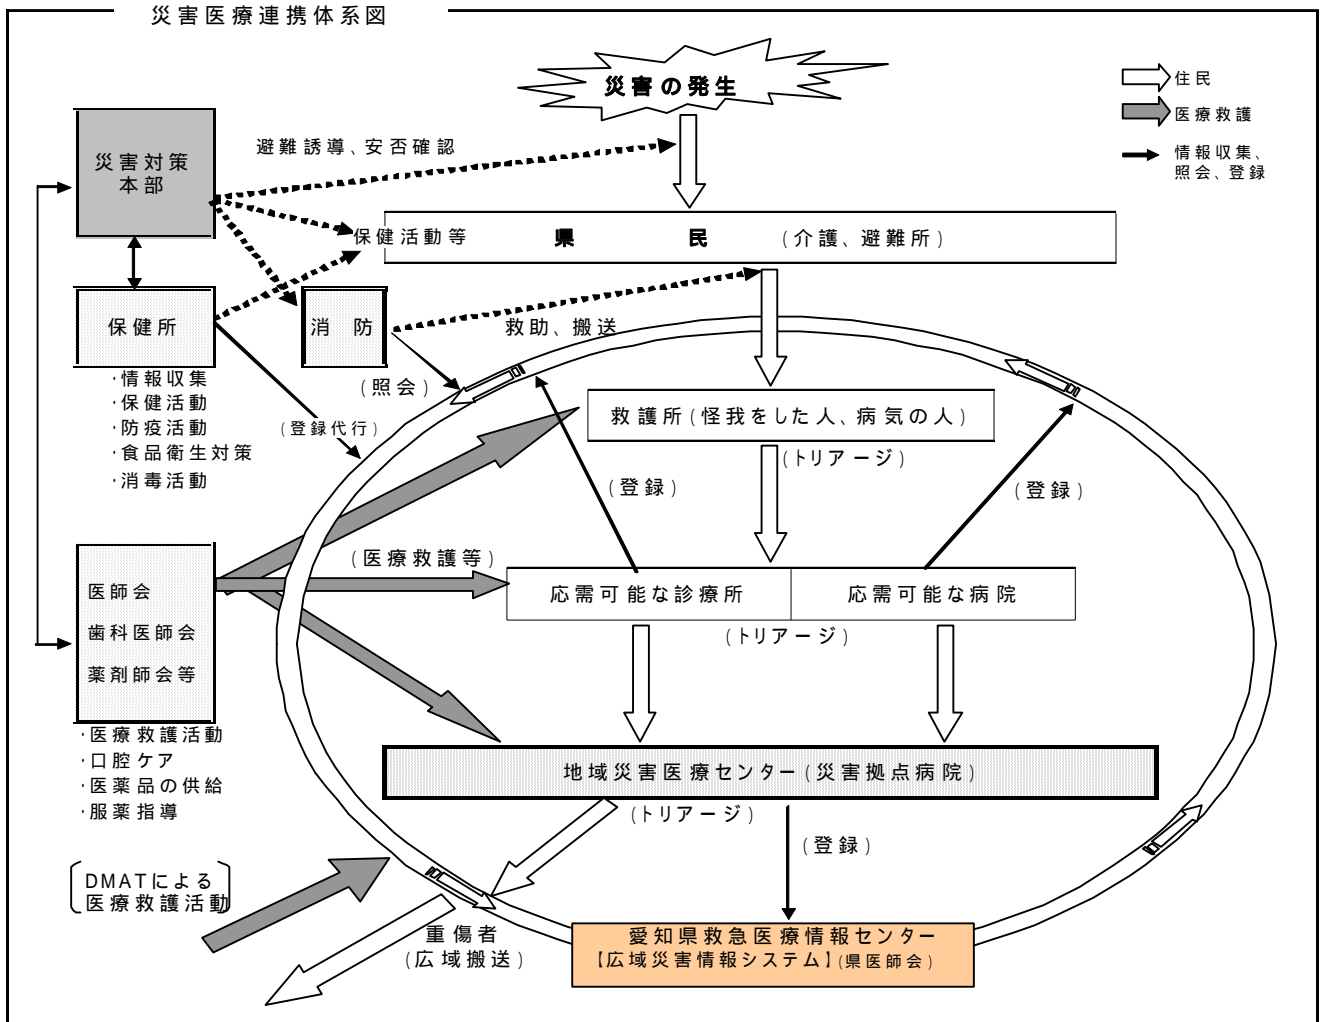 災害医療連携体系図
災害の発生
住民
医療救護
情報収集、
照会、登録
災害対策
本部
避難誘導、安否確認
保健活動等
県民
(介護、避難所)
保健所
消防
救助、搬送
・情報収集
・保健活動
・防疫活動
・食品衛生対策
・消毒活動
(照会)
(登録代行)
救護所(怪我をした人、病気の人)
(トリアージ)
(登録)
(登録)
(医療救護等)
医師会
歯科医師会
薬剤師会等
応需可能な診療所
応需可能な病院
(トリアージ)
・医療救護活動
・口腔ケア
・医薬品の供給
・服薬指導
地域災害医療センター(災害拠点病院)
(トリアージ)
(登録)
DMATによる
医療救護活動
重傷者
(広域搬送)
愛知県救急医療情報センター
【広域災害情報システム】(県医師会)